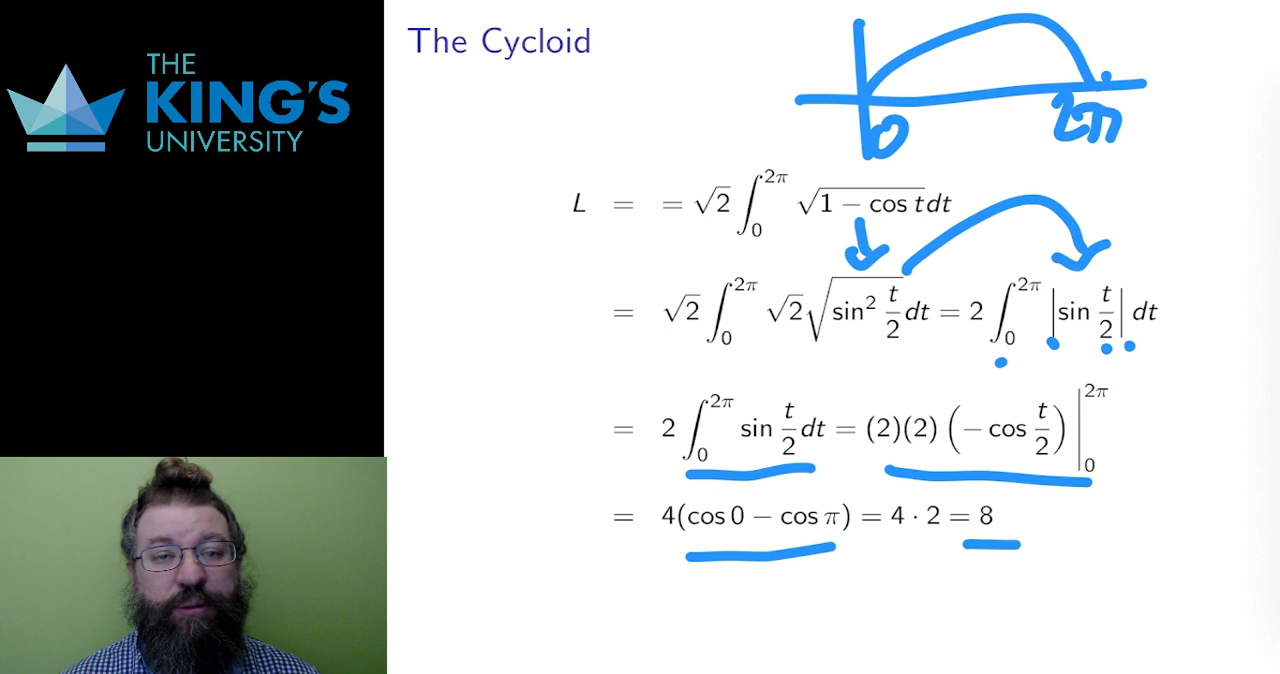 THE
KING'S
UNIVERSITY
The Cycloid
0
2π
L = = √2 ∫₀^{2π} √(1 − cos t) dt
= √2 ∫₀^{2π} √2 √(sin² t/2) dt = 2 ∫₀^{2π} |sin t/2| dt
= 2 ∫₀^{2π} sin t/2 dt = (2)(2) (− cos t/2) |₀^{2π}
= 4(cos 0 − cos π) = 4 · 2 = 8